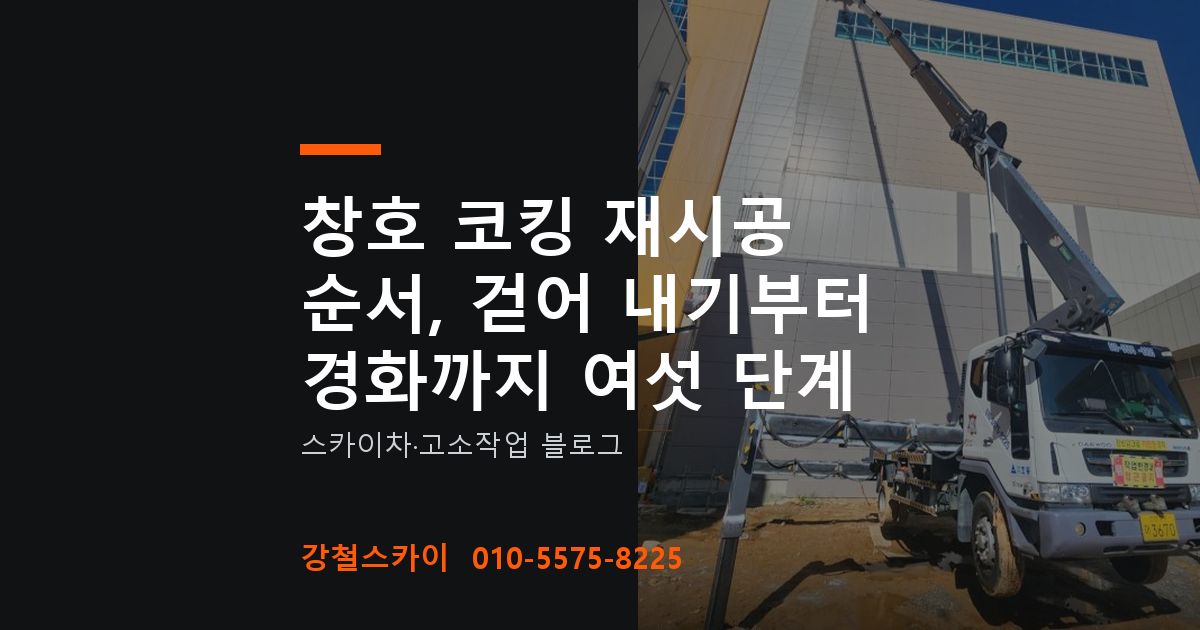 창호 코킹 재시공
순서, 걷어 내기부터
경화까지 여섯 단계
스카이차·고소작업 블로그
강철스카이 010-5575-8225
DAEWOO
3670